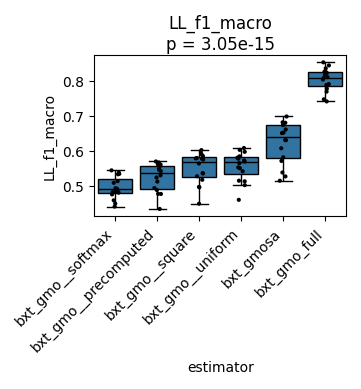 LL_f1_macro
p = 3.05e-15
LL_f1_macro
0.8
0.7
0.6
0.5
bxt_gmo__softmax
bxt_gmo__precomputed
bxt_gmo__square
bxt_gmo__uniform
bxt_gmosa
bxt_gmo_full
estimator